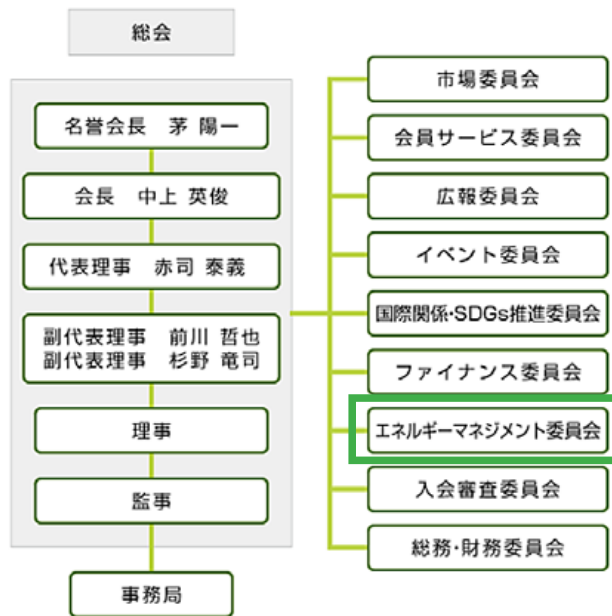 総会
名誉会長　茅 陽一
会長　中上 英俊
代表理事　赤司 泰義
副代表理事　前川 哲也
副代表理事　杉野 竜司
理事
監事
事務局
市場委員会
会員サービス委員会
広報委員会
イベント委員会
国際関係･SDGs推進委員会
ファイナンス委員会
エネルギーマネジメント委員会
入会審査委員会
総務･財務委員会